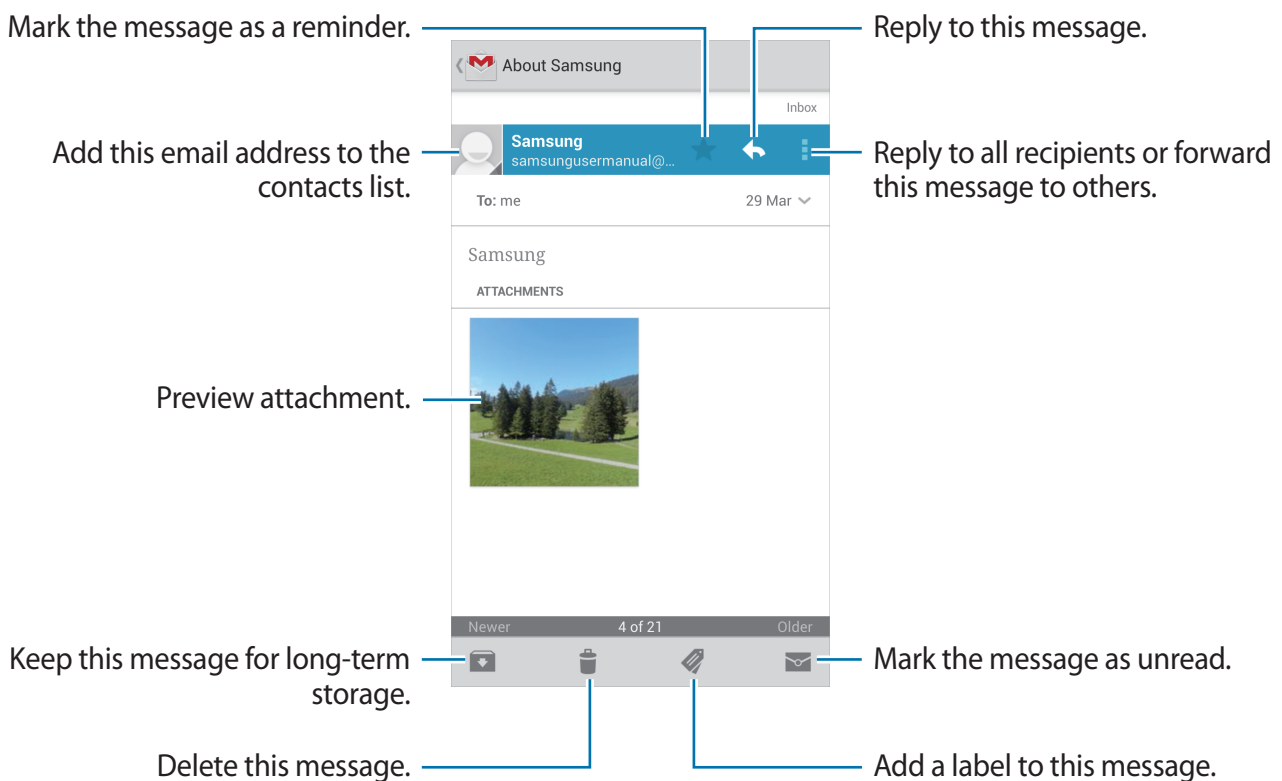 Mark the message as a reminder.
Reply to this message.
About Samsung
Inbox
Add this email address to the
contacts list.
Samsung
samsungusermanual@...
Reply to all recipients or forward
this message to others.
To: me
29 Mar
Samsung
ATTACHMENTS
Preview attachment.
Newer
4 of 21
Older
Keep this message for long-term
storage.
Mark the message as unread.
Delete this message.
Add a label to this message.